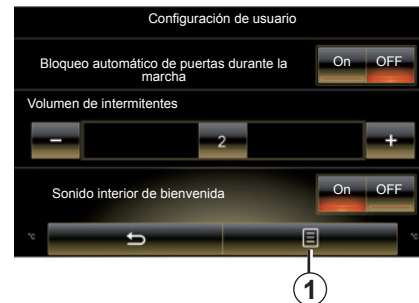 Configuración de usuario
Bloqueo automático de puertas durante la
marcha
On OFF
Volumen de intermitentes
− 2 +
Sonido interior de bienvenida
On OFF
°C °C
1